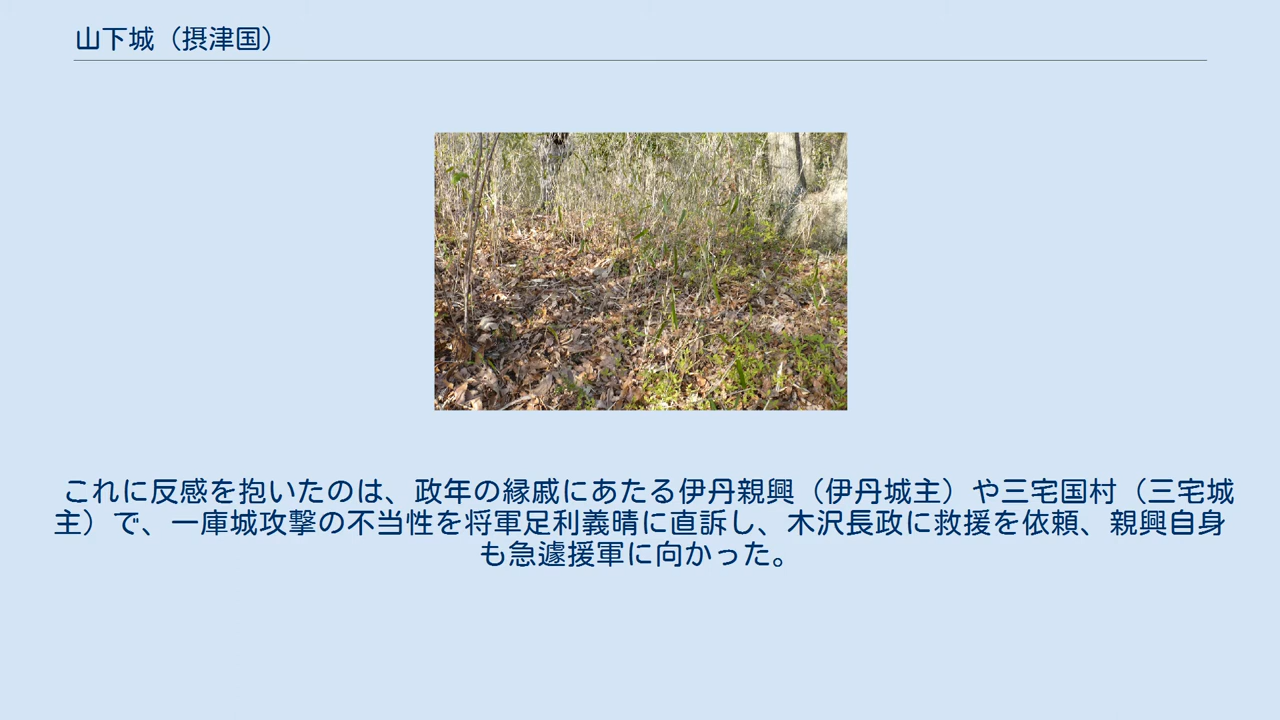 山下城（摂津国）
これに反感を抱いたのは、政年の縁戚にあたる伊丹親興（伊丹城主）や三宅国村（三宅城
主）で、一庫城攻撃の不当性を将軍足利義晴に直訴し、木沢長政に救援を依頼、親興自身
も急遽援軍に向かった。